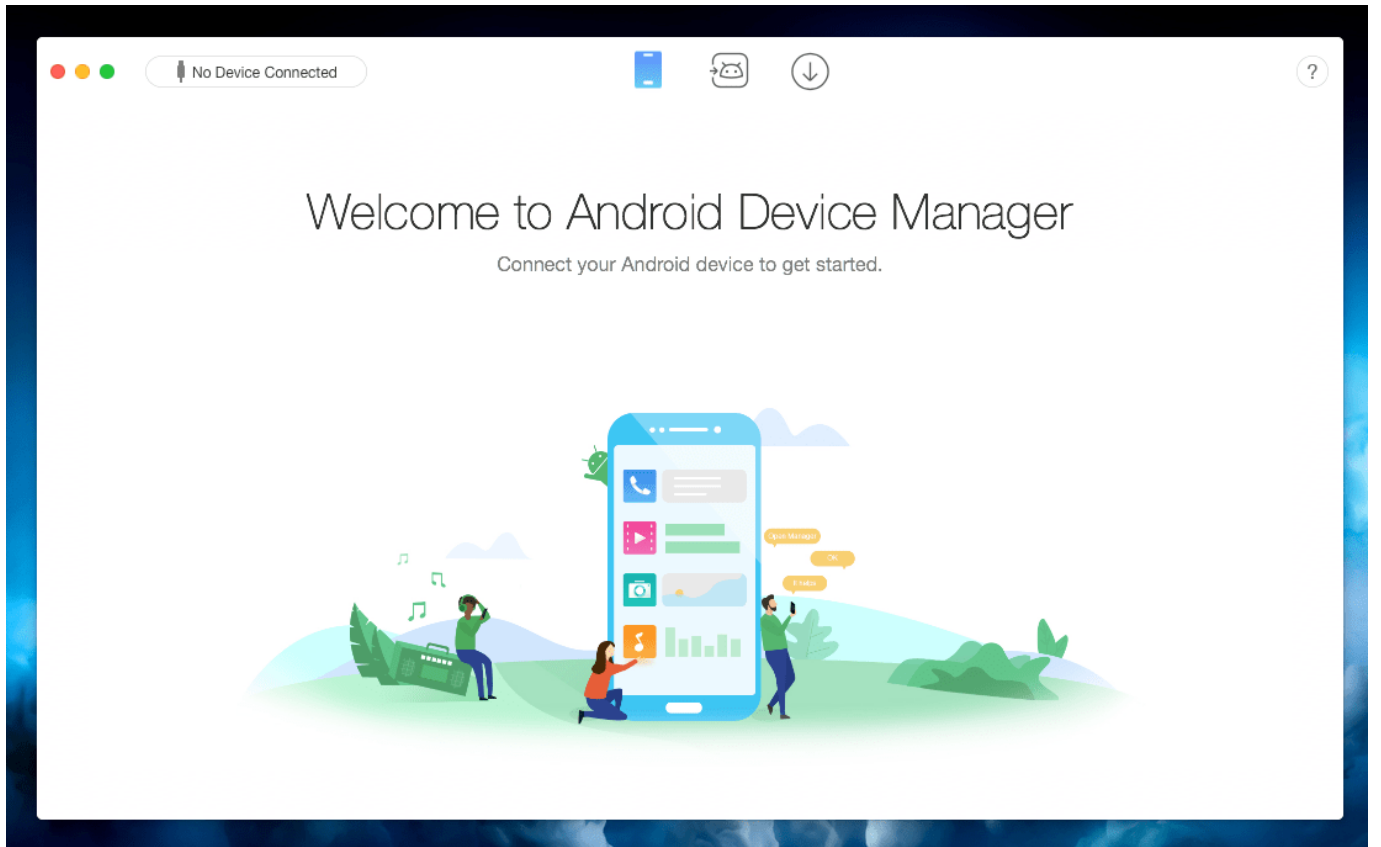 No Device Connected
?
Welcome to Android Device Manager
Connect your Android device to get started.
OK